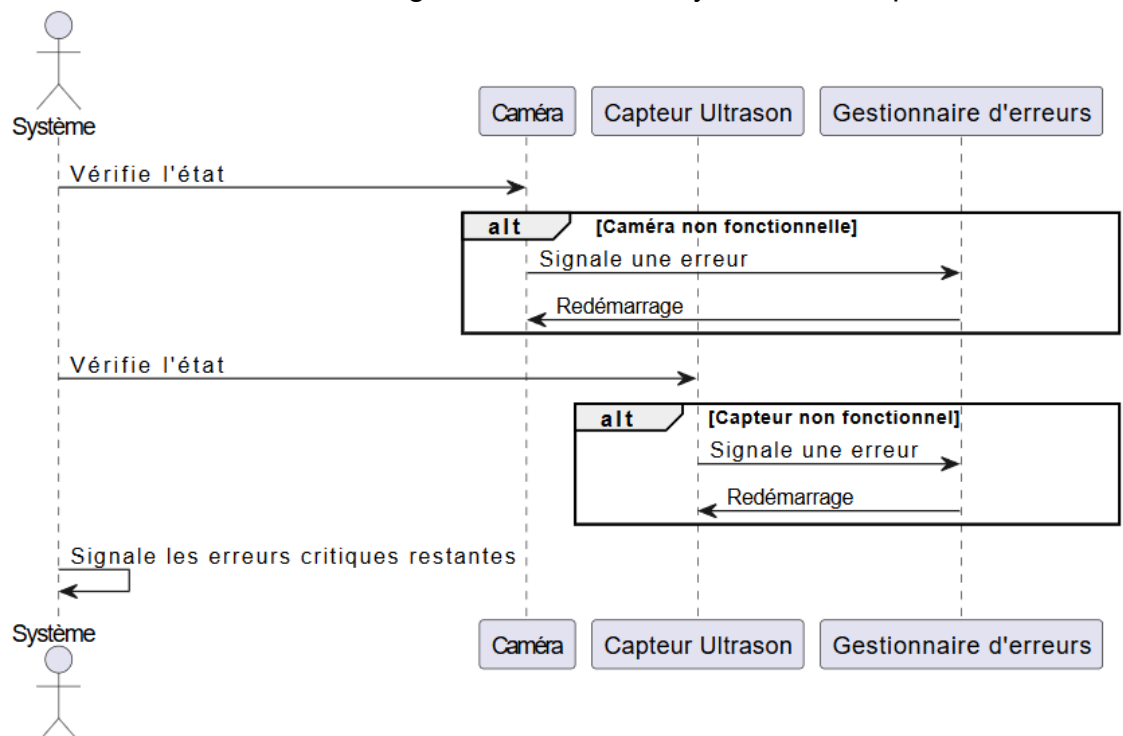 Système
Caméra
Capteur Ultrason
Gestionnaire d'erreurs
Vérifie l'état
alt
[Caméra non fonctionnelle]
Signale une erreur
Redémarrage
Vérifie l'état
alt
[Capteur non fonctionnel]
Signale une erreur
Redémarrage
Signale les erreurs critiques restantes
Système
Caméra
Capteur Ultrason
Gestionnaire d'erreurs